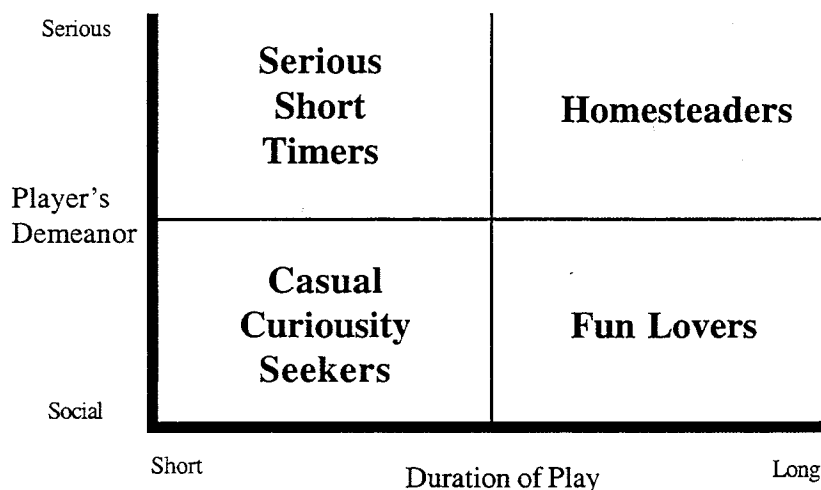 Serious
Serious
Short
Timers
Homesteaders
Player's
Demeanor
Casual
Curiousity
Seekers
Fun Lovers
Social
Short
Duration of Play
Long